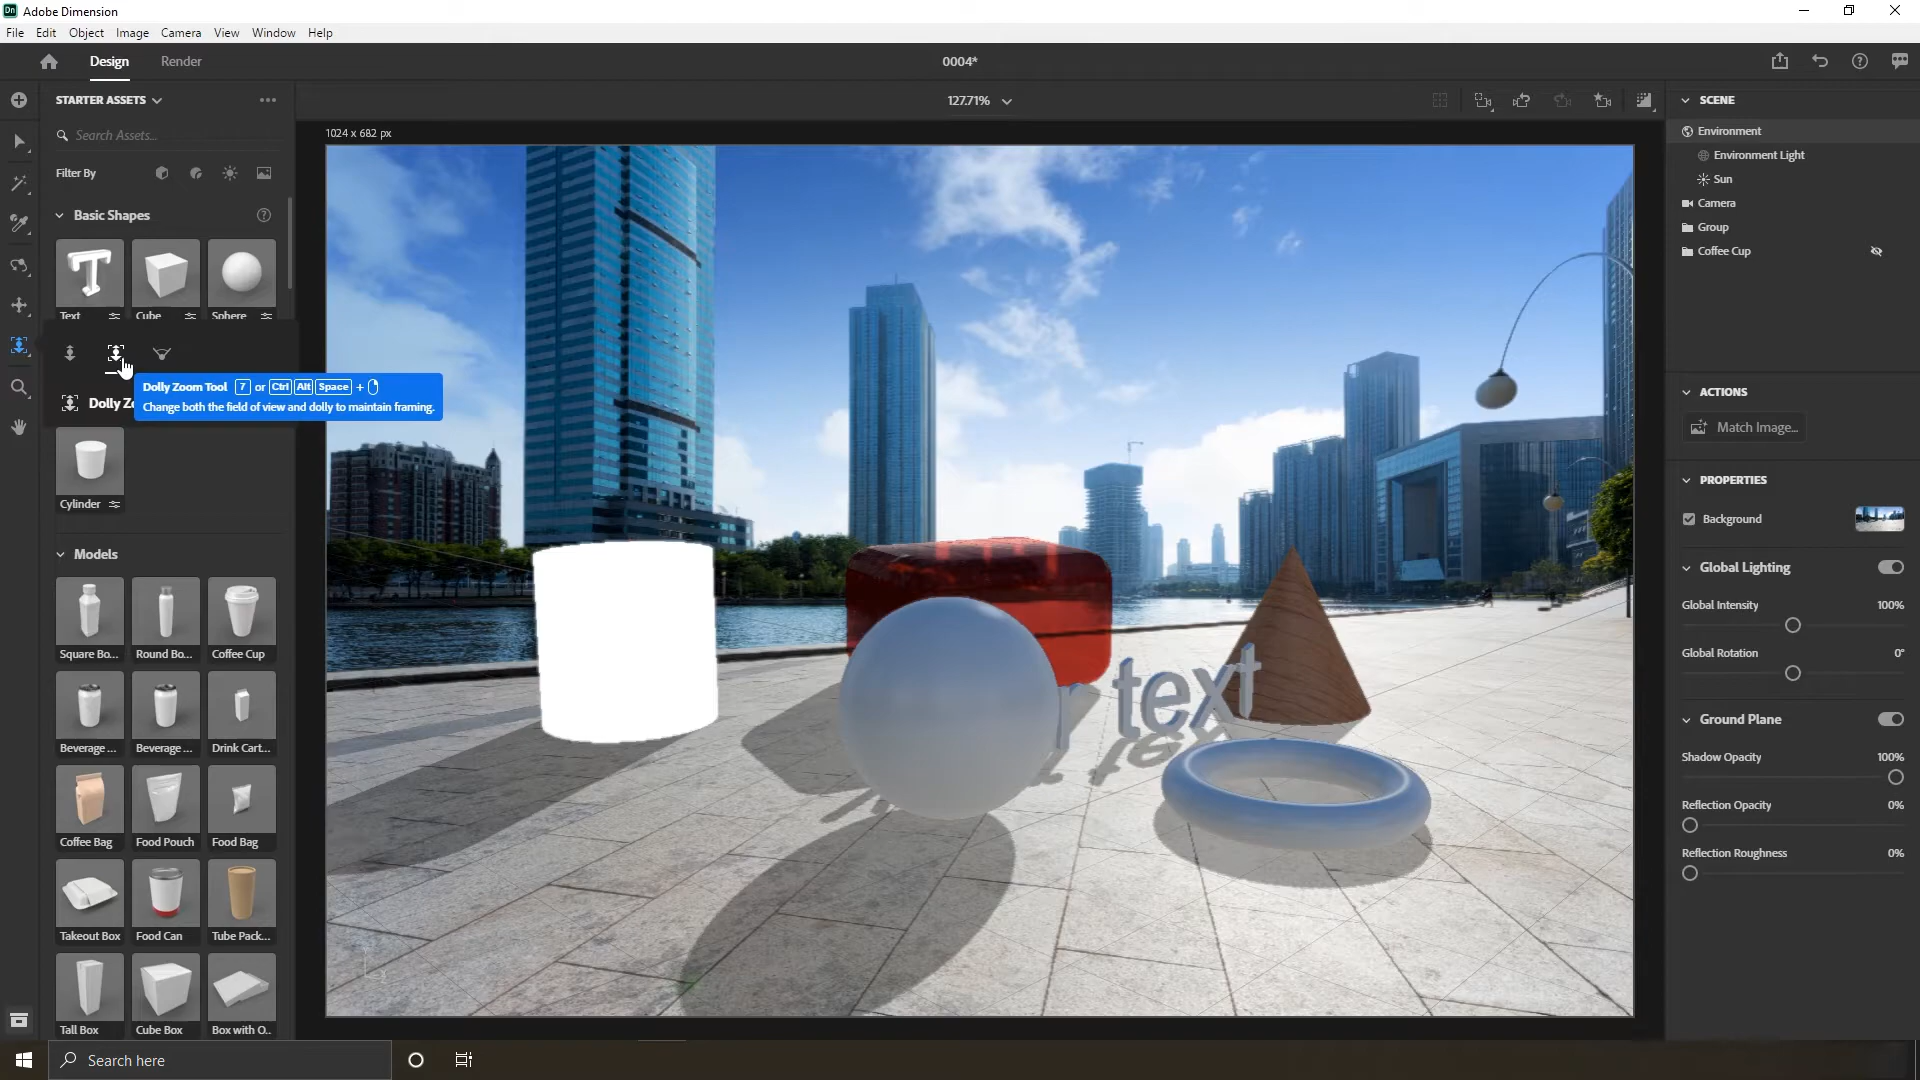 Adobe Dimension
File Edit Object Image Camera View Window Help
Design Render 0004*
STARTER ASSETS
127.71%
Search Assets...
1024 x 682 px
Filter By
Basic Shapes
Text Cube Sphere
Dolly Zoom Tool 7 or Ctrl Alt Space +
Change both the field of view and dolly to maintain framing.
Dolly Zo
Cylinder
Models
Square Bo... Round Bo... Coffee Cup
Beverage ... Beverage ... Drink Cart...
Coffee Bag Food Pouch Food Bag
Takeout Box Food Can Tube Pack...
Tall Box Cube Box Box with O..
text
SCENE
Environment
Environment Light
Sun
Camera
Group
Coffee Cup
ACTIONS
Match Image...
PROPERTIES
Background
Global Lighting
Global Intensity 100%
Global Rotation 0°
Ground Plane
Shadow Opacity 100%
Reflection Opacity 0%
Reflection Roughness 0%
Search here